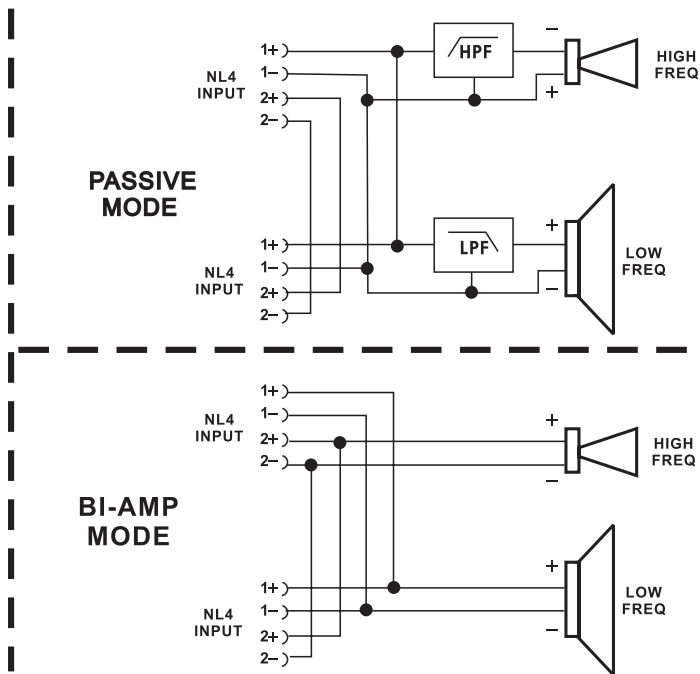 1+
1−
2+
2−
NL4
INPUT
HPF
−
+
HIGH
FREQ
PASSIVE
MODE
1+
1−
2+
2−
NL4
INPUT
LPF
+
−
LOW
FREQ
1+
1−
2+
2−
NL4
INPUT
+
−
HIGH
FREQ
BI-AMP
MODE
1+
1−
2+
2−
NL4
INPUT
+
−
LOW
FREQ